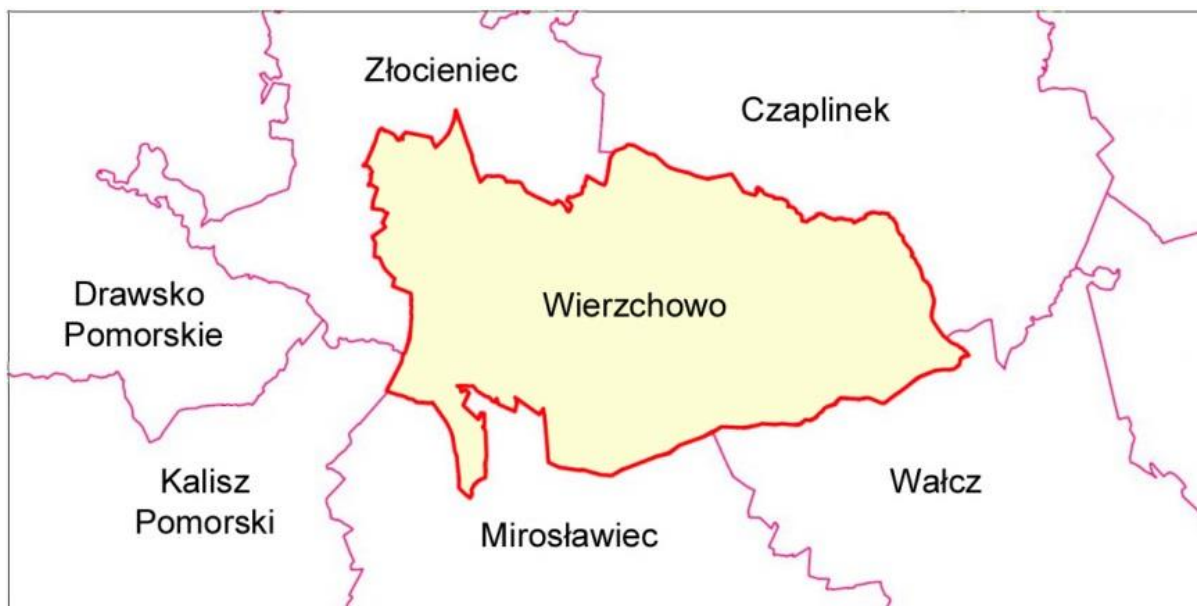 Złocieniec
Czaplinek
Drawsko
Pomorskie
Wierzchowo
Kalisz
Pomorski
Mirosławiec
Wałcz